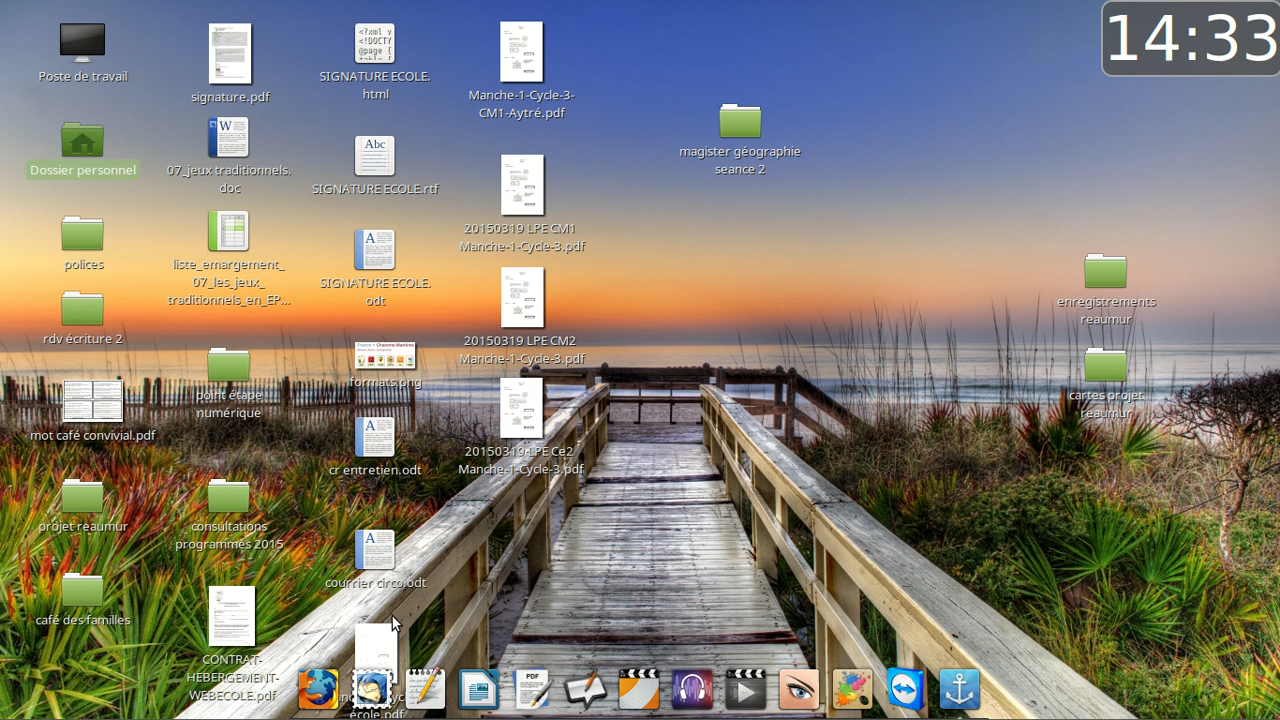 14:33
Poste de travail
Dossier personnel
polices
rdv écriture 2
mot café convivial.pdf
projet reaumur
café des familles
signature.pdf
07_jeux traditionnels.
doc
liste_emargement_
07_les_jeux_
traditionnels_en_EP...
point étape
numérique
consultations
programmes 2015
CONTRAT-
HEBERGEMENT-
<?xml v
<!DOCTY
@page {
SIGNATURE ECOLE.
html
Abc
SIGNATURE ECOLE.rtf
SIGNATURE ECOLE.
odt
formats.png
cr entretien.odt
courrier circo.odt
école.pdf
Manche-1-Cycle-3-
CM1-Aytré.pdf
20150319 LPE CM1
Manche-1-Cycle-3.pdf
20150319 LPE CM2
Manche-1-Cycle-3.pdf
20150319 LPE Ce2
Manche-1-Cycle-3.pdf
magister géographie
seance 2
enregistrements
reaumur
cartes projet
reaumur
PDF